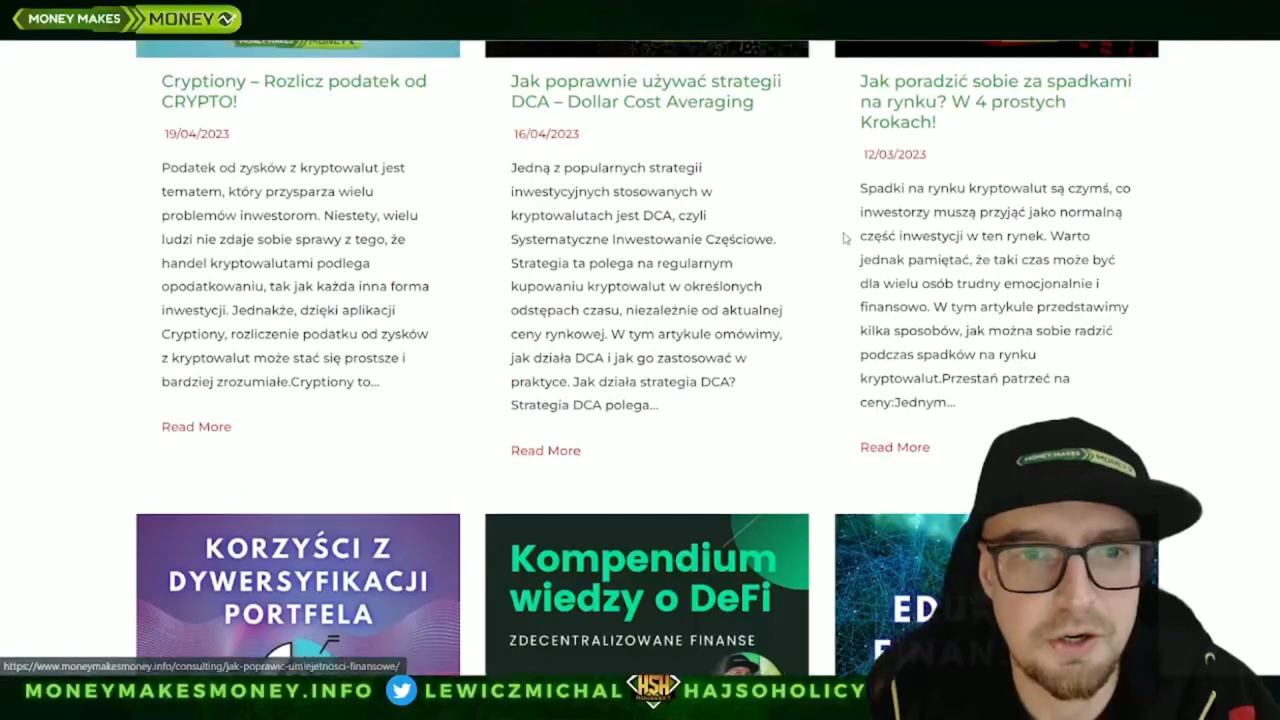 MONEY MAKES MONEY
Cryptiony – Rozlicz podatek od
CRYPTO!
19/04/2023
Podatek od zysków z kryptowalut jest
tematem, który przysparza wielu
problemów inwestorom. Niestety, wielu
ludzi nie zdaje sobie sprawy z tego, że
handel kryptowalutami podlega
opodatkowaniu, tak jak każda inna forma
inwestycji. Jednakże, dzięki aplikacji
Cryptiony, rozliczenie podatku od zysków
z kryptowalut może stać się prostsze i
bardziej zrozumiałe.Cryptiony to...
Read More
Jak poprawnie używać strategii
DCA – Dollar Cost Averaging
16/04/2023
Jedną z popularnych strategii
inwestycyjnych stosowanych w
kryptowalutach jest DCA, czyli
Systematyczne Inwestowanie Częściowe.
Strategia ta polega na regularnym
kupowaniu kryptowalut w określonych
odstępach czasu, niezależnie od aktualnej
ceny rynkowej. W tym artykule omówimy,
jak działa DCA i jak go zastosować w
praktyce. Jak działa strategia DCA?
Strategia DCA polega...
Read More
Jak poradzić sobie za spadkami
na rynku? W 4 prostych
Krokach!
12/03/2023
Spadki na rynku kryptowalut są czymś, co
inwestorzy muszą przyjąć jako normalną
część inwestycji w ten rynek. Warto
jednak pamiętać, że taki czas może być
dla wielu osób trudny emocjonalnie i
finansowo. W tym artykule przedstawimy
kilka sposobów, jak można sobie radzić
podczas spadków na rynku
kryptowalut.Przestań patrzeć na
ceny:Jednym...
Read More
MONEY MAKES MONEY
KORZYŚCI Z
DYWERSYFIKACJI
PORTFELA
Kompendium
wiedzy o DeFi
ZDECENTRALIZOWANE FINANSE
https://www.moneymakesmoney.info/consulting/jak-poprawic-umiejetnosci-finansowe/
MONEYMAKESMONEY.INFO LEWICZMICHAL HSH HAJSOHOLICY